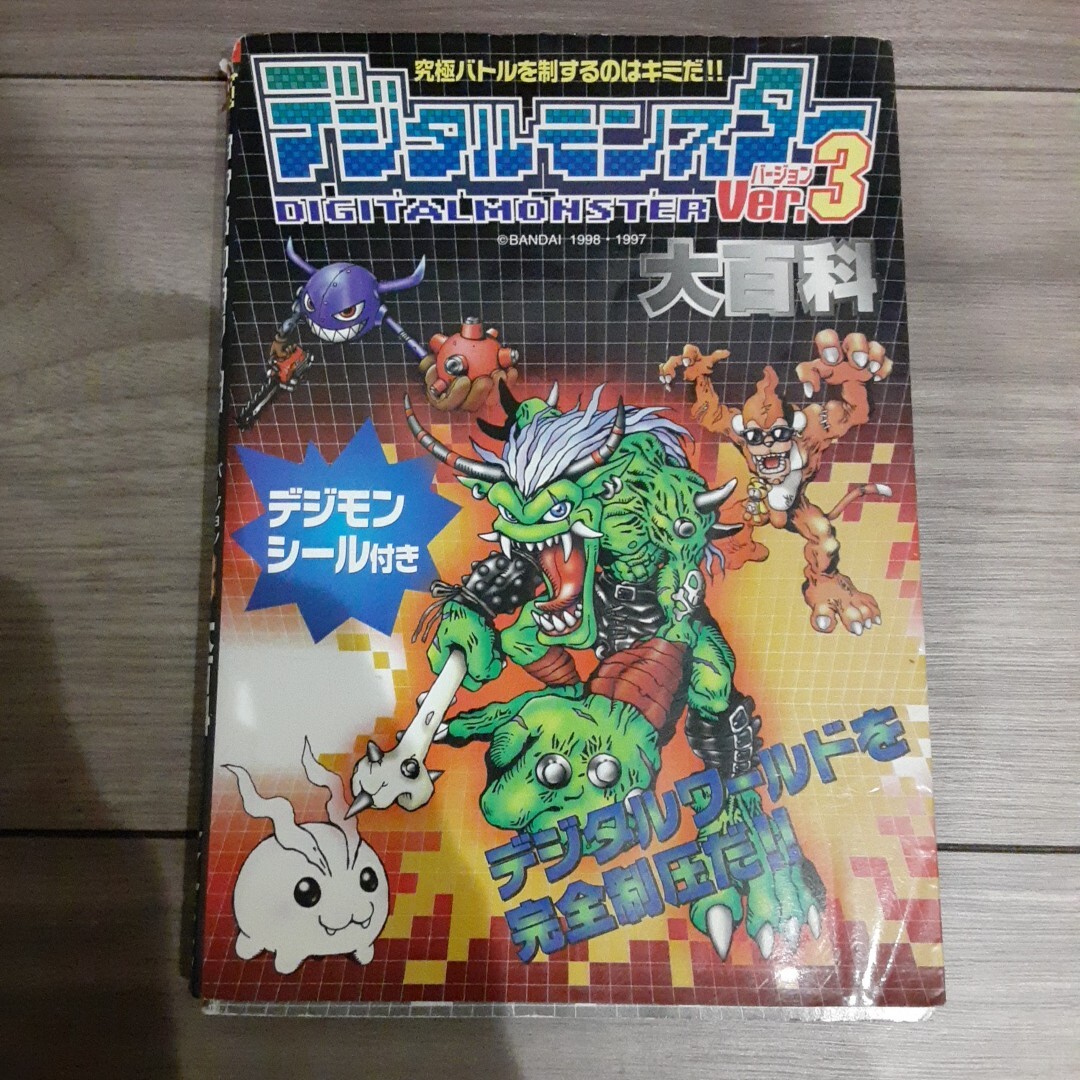 究極バトルを制するのはキミだ!!
デジタルモンスター
バージョン
Ver.3
DIGITALMONSTER
©BANDAI 1998・1997
大百科
デジモン
シール付き
デジタルワールドを
完全制圧だ!!